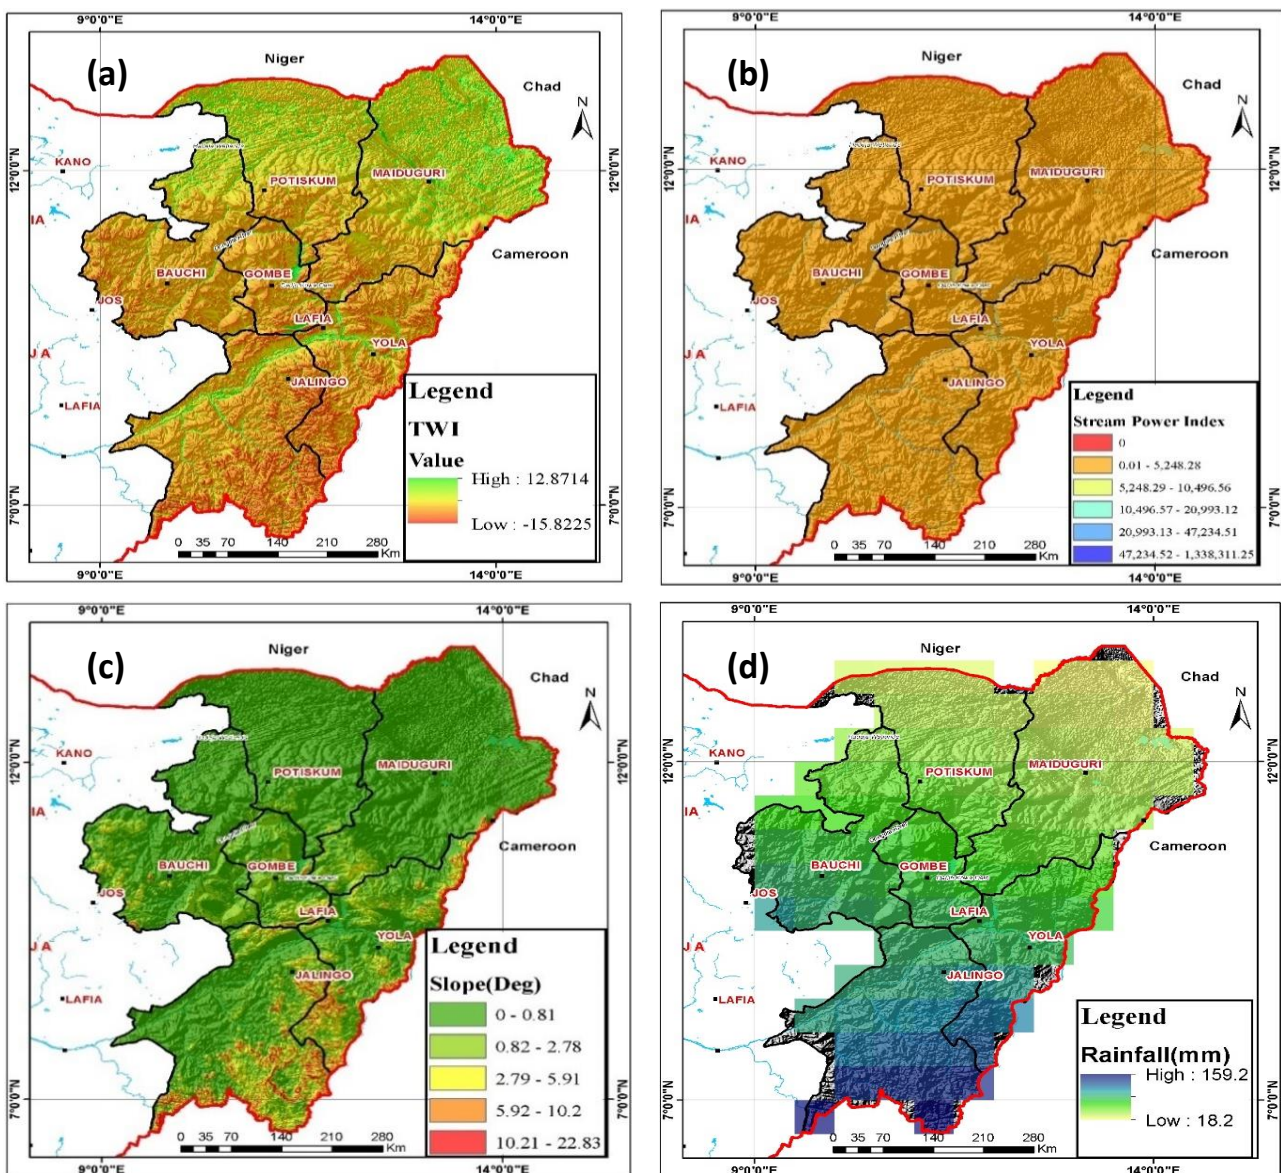 9°0'0"E 14°0'0"E
(a)
Niger
Chad
N
KANO
12°0'0"N
12°0'0"N
POTISKUM
MAIDUGURI
IA
Cameroon
BAUCHI
GOMBE
JOS
LAFIA
YOLA
JA
JALINGO
LAFIA
Legend
TWI
Value
High : 12.8714
Low : -15.8225
7°0'0"N
7°0'0"N
0 35 70 140 210 280
Km
9°0'0"E 14°0'0"E
9°0'0"E 14°0'0"E
(b)
Niger
Chad
N
KANO
12°0'0"N
12°0'0"N
POTISKUM
MAIDUGURI
IA
Cameroon
BAUCHI
GOMBE
JOS
LAFIA
YOLA
JA
JALINGO
LAFIA
Legend
Stream Power Index
0
0.01 - 5,248.28
5,248.29 - 10,496.56
10,496.57 - 20,993.12
20,993.13 - 47,234.51
47,234.52 - 1,338,311.25
7°0'0"N
7°0'0"N
0 35 70 140 210 280
Km
9°0'0"E 14°0'0"E
9°0'0"E 14°0'0"E
(c)
Niger
Chad
N
KANO
12°0'0"N
12°0'0"N
POTISKUM
MAIDUGURI
IA
Cameroon
BAUCHI
GOMBE
JOS
LAFIA
YOLA
JA
JALINGO
LAFIA
Legend
Slope(Deg)
0 - 0.81
0.82 - 2.78
2.79 - 5.91
5.92 - 10.2
10.21 - 22.83
7°0'0"N
7°0'0"N
0 35 70 140 210 280
Km
9°0'0"E 14°0'0"E
9°0'0"E 14°0'0"E
(d)
Niger
Chad
N
KANO
12°0'0"N
12°0'0"N
POTISKUM
MAIDUGURI
IA
Cameroon
BAUCHI
GOMBE
JOS
LAFIA
YOLA
JA
JALINGO
LAFIA
Legend
Rainfall(mm)
High : 159.2
Low : 18.2
7°0'0"N
7°0'0"N
0 35 70 140 210 280
Km
9°0'0"E 14°0'0"E